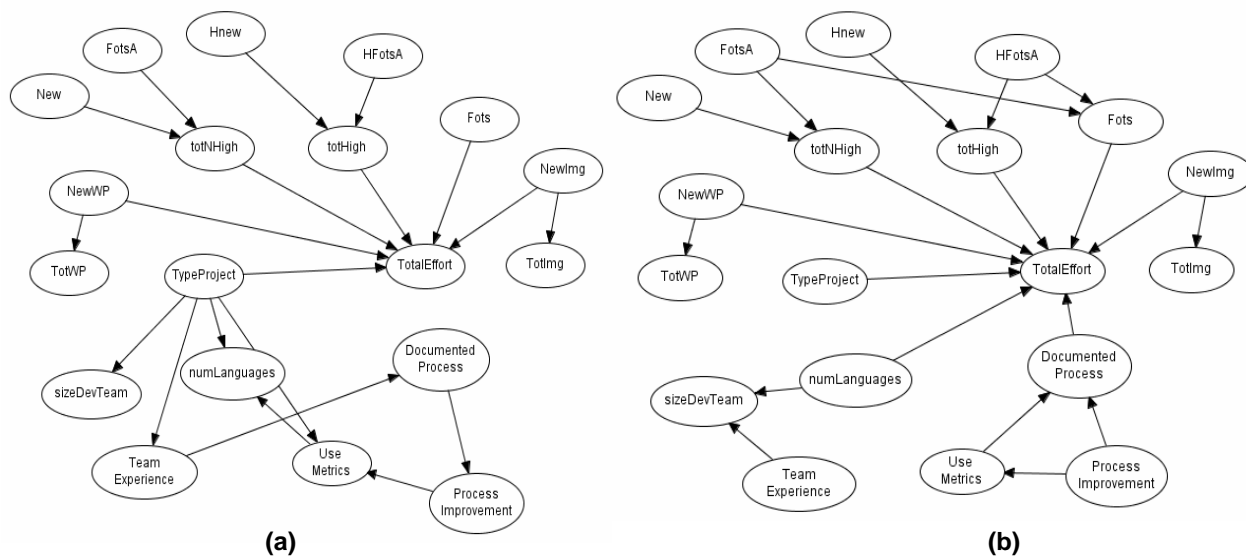 Hnew
FotsA
HFotsA
New
Fots
totNHigh
totHigh
NewWP
NewImg
TotWP
TypeProject
TotalEffort
TotImg
Documented
Process
numLanguages
sizeDevTeam
Team
Experience
Use
Metrics
Process
Improvement
(a)
Hnew
FotsA
HFotsA
New
Fots
totNHigh
totHigh
NewImg
NewWP
TotWP
TypeProject
TotalEffort
TotImg
Documented
Process
numLanguages
sizeDevTeam
Team
Experience
Use
Metrics
Process
Improvement
(b)